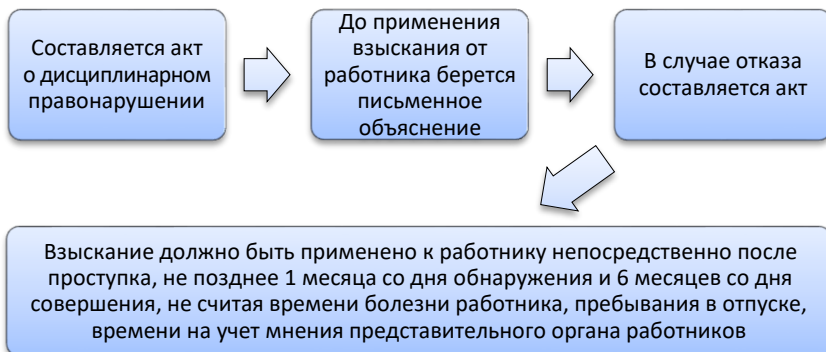 Составляется акт
о дисциплинарном
правонарушении
До применения
взыскания от
работника берется
письменное
объяснение
В случае отказа
составляется акт
Взыскание должно быть применено к работнику непосредственно после
проступка, не позднее 1 месяца со дня обнаружения и 6 месяцев со дня
совершения, не считая времени болезни работника, пребывания в отпуске,
времени на учет мнения представительного органа работников